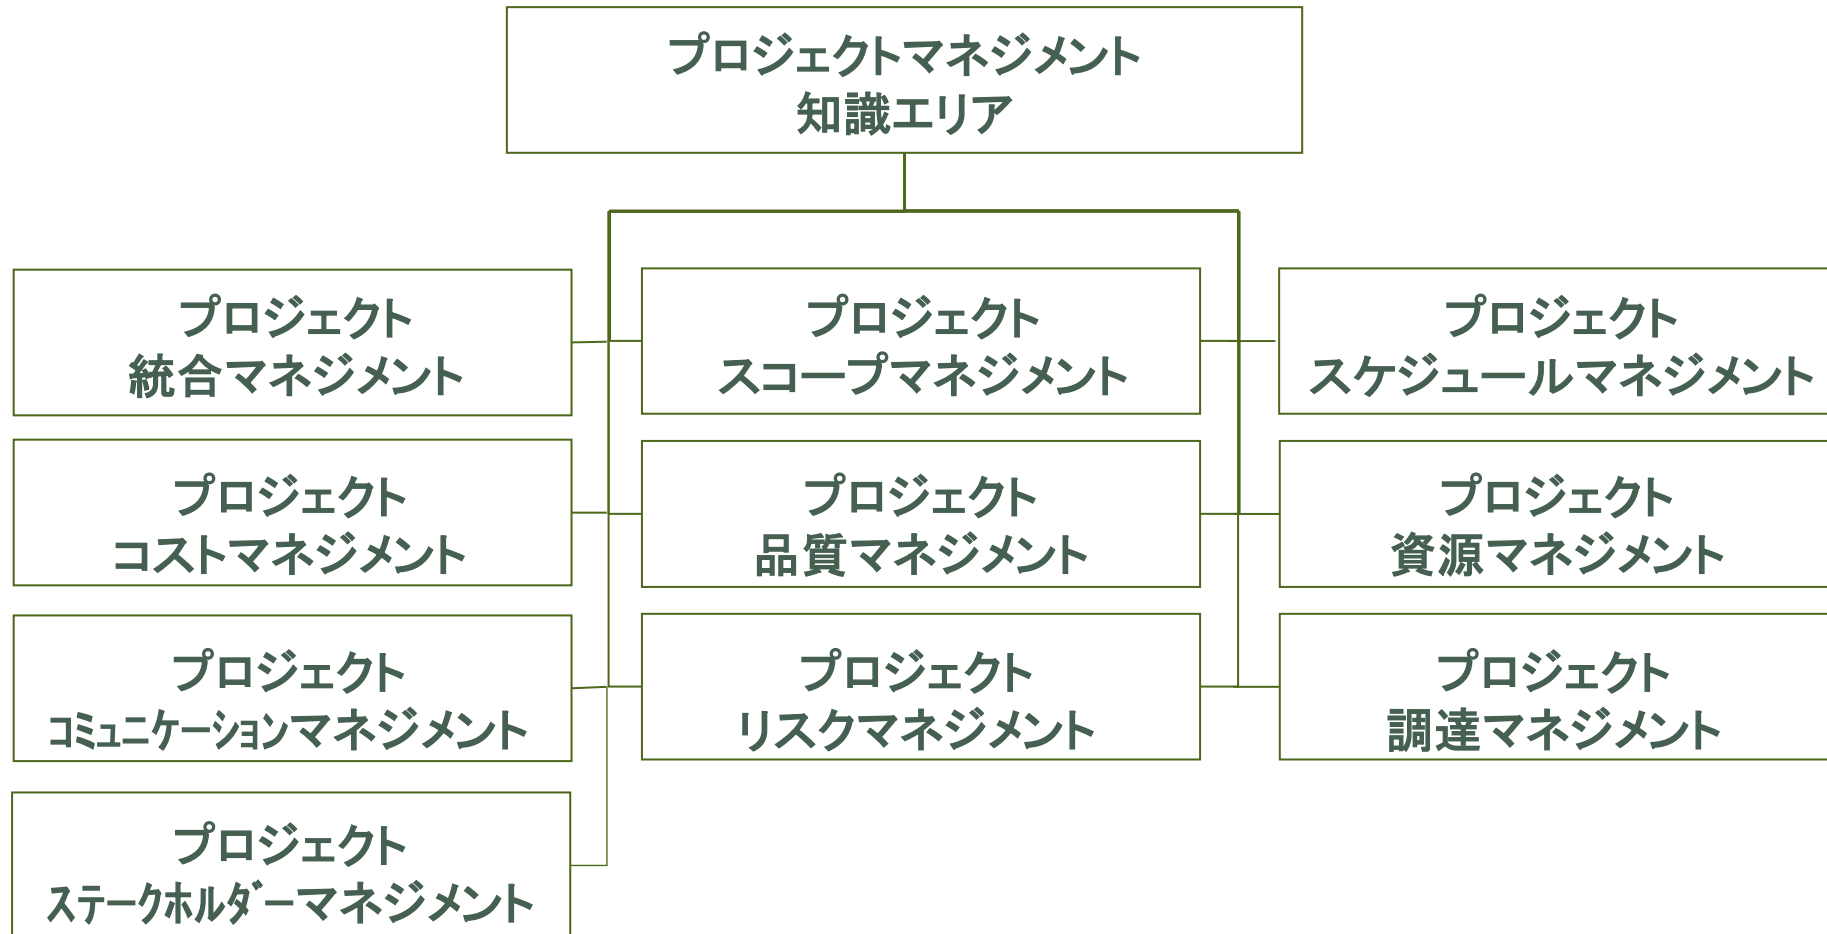 プロジェクトマネジメント
知識エリア
プロジェクト
統合マネジメント
プロジェクト
スコープマネジメント
プロジェクト
スケジュールマネジメント
プロジェクト
コストマネジメント
プロジェクト
品質マネジメント
プロジェクト
資源マネジメント
プロジェクト
ｺﾐｭﾆｹｰｼｮﾝマネジメント
プロジェクト
リスクマネジメント
プロジェクト
調達マネジメント
プロジェクト
ｽﾃｰｸﾎﾙﾀﾞｰマネジメント